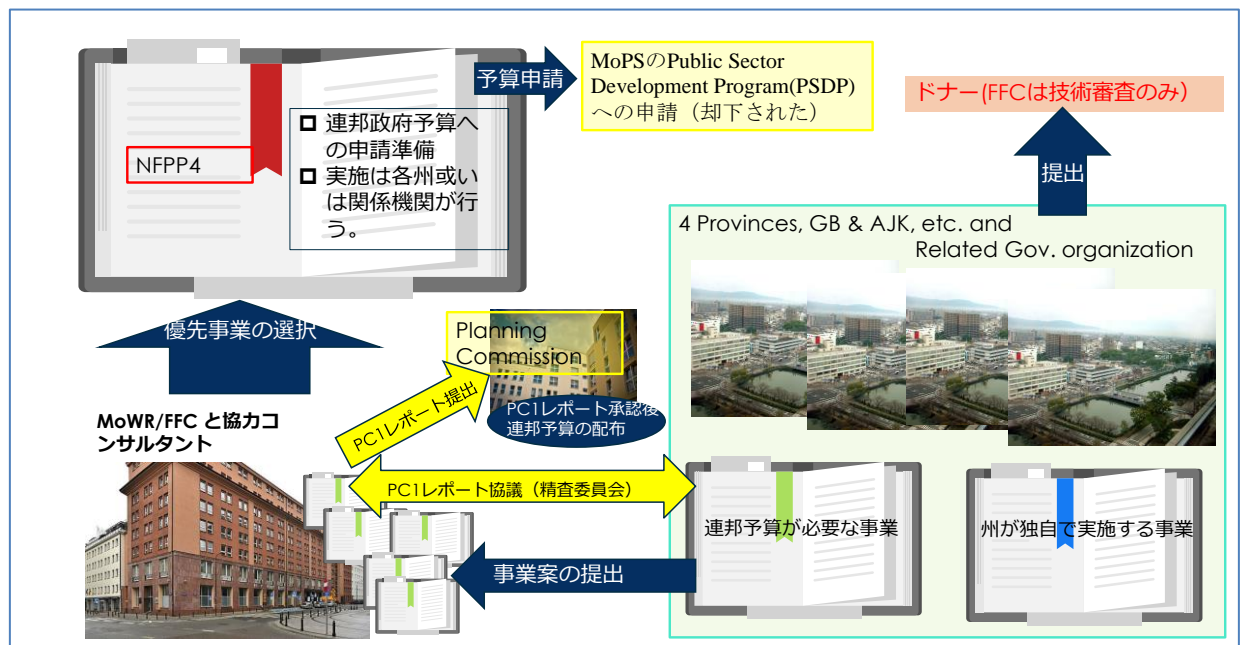 予算申請
MoPSのPublic Sector
Development Program(PSDP)
への申請（却下された）
ドナー(FFCは技術審査のみ）
NFPP4
連邦政府予算へ
の申請準備
実施は各州或い
は関係機関が行
う。
提出
4 Provinces, GB & AJK, etc. and
Related Gov. organization
優先事業の選択
Planning
Commission
PC1レポート提出
PC1レポート承認後
連邦予算の配布
MoWR/FFC と協力コ
ンサルタント
PC1レポート協議（精査委員会）
連邦予算が必要な事業
州が独自で実施する事業
事業案の提出